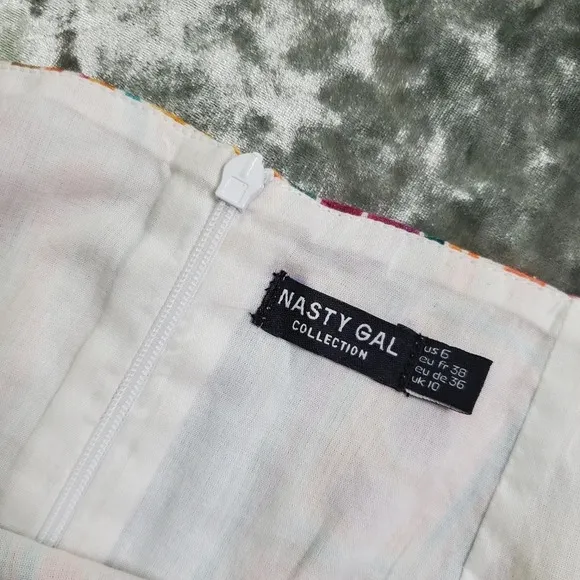 NASTY GAL
COLLECTION
us 6
eu fr 38
eu de 36
uk 10